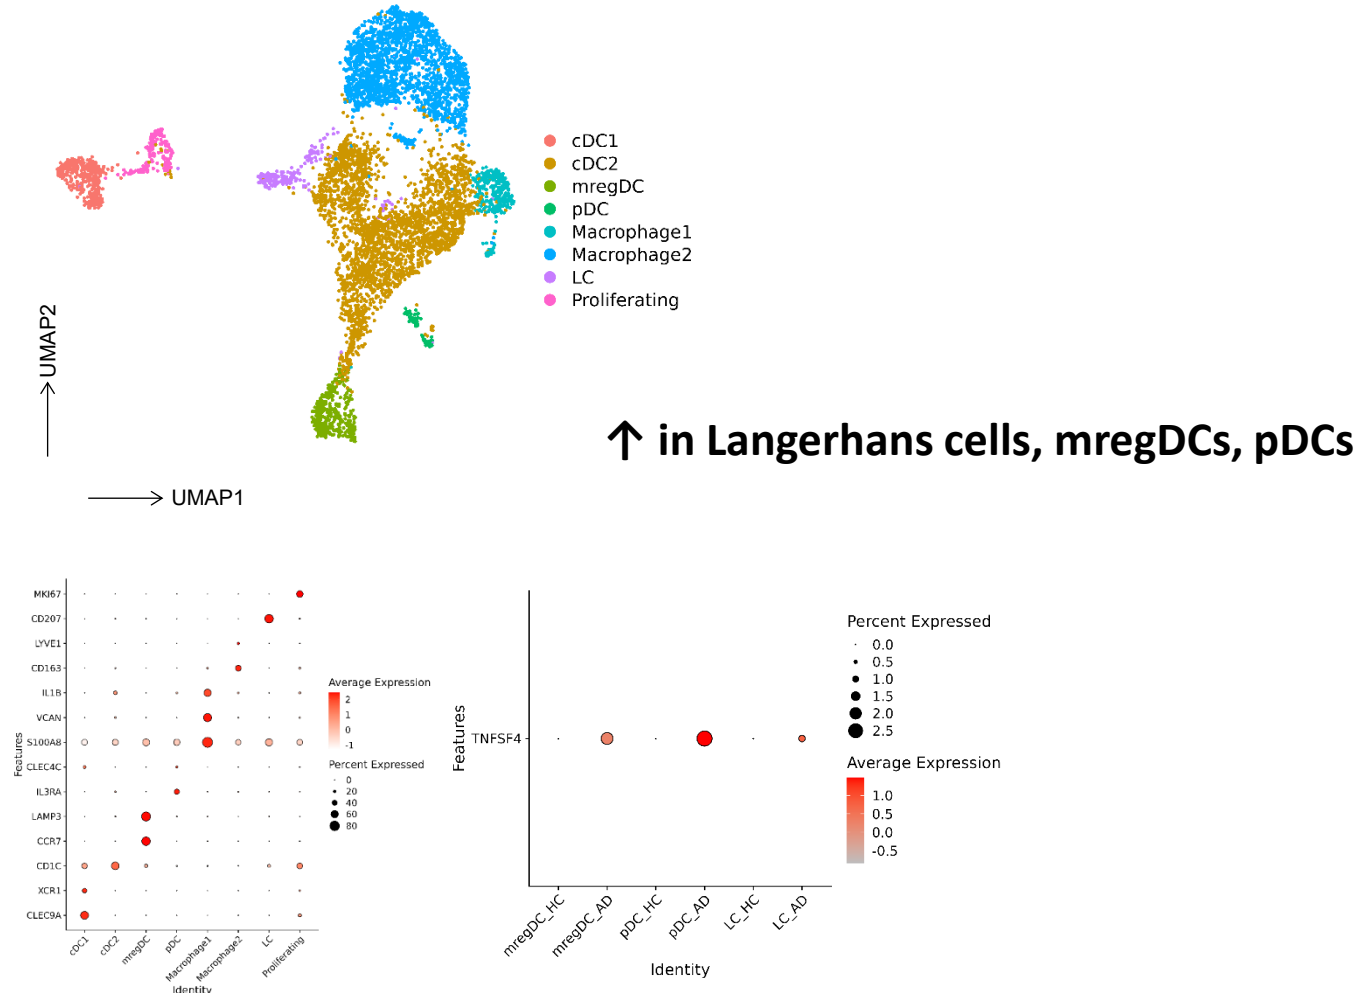 cDC1
cDC2
mregDC
pDC
Macrophage1
Macrophage2
LC
Proliferating
UMAP2
UMAP1
↑ in Langerhans cells, mregDCs, pDCs
Features
MKI67
CD207
LYVE1
CD163
IL1B
VCAN
S100A8
CLEC4C
IL3RA
LAMP3
CCR7
CD1C
XCR1
CLEC9A
cDC1
cDC2
mregDC
pDC
Macrophage1
Macrophage2
LC
Proliferating
Identity
Average Expression
2
1
0
-1
Percent Expressed
0
20
40
60
80
Features
TNFSF4
mregDC_HC
mregDC_AD
pDC_HC
pDC_AD
LC_HC
LC_AD
Identity
Percent Expressed
0.0
0.5
1.0
1.5
2.0
2.5
Average Expression
1.0
0.5
0.0
-0.5